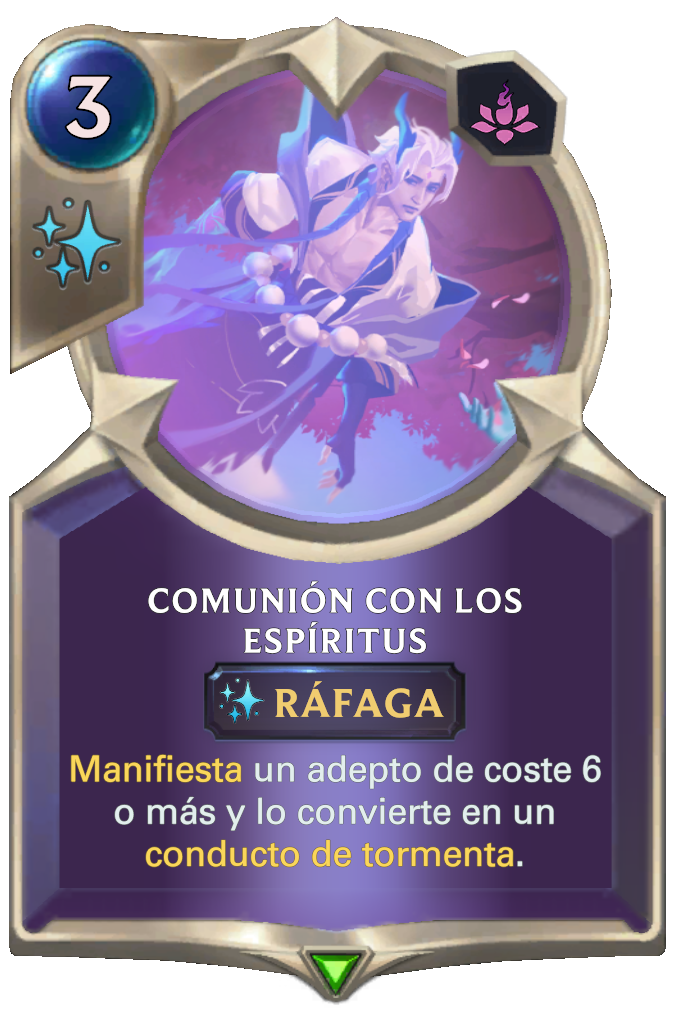 3
COMUNIÓN CON LOS
ESPÍRITUS
RÁFAGA
Manifiesta un adepto de coste 6
o más y lo convierte en un
conducto de tormenta.